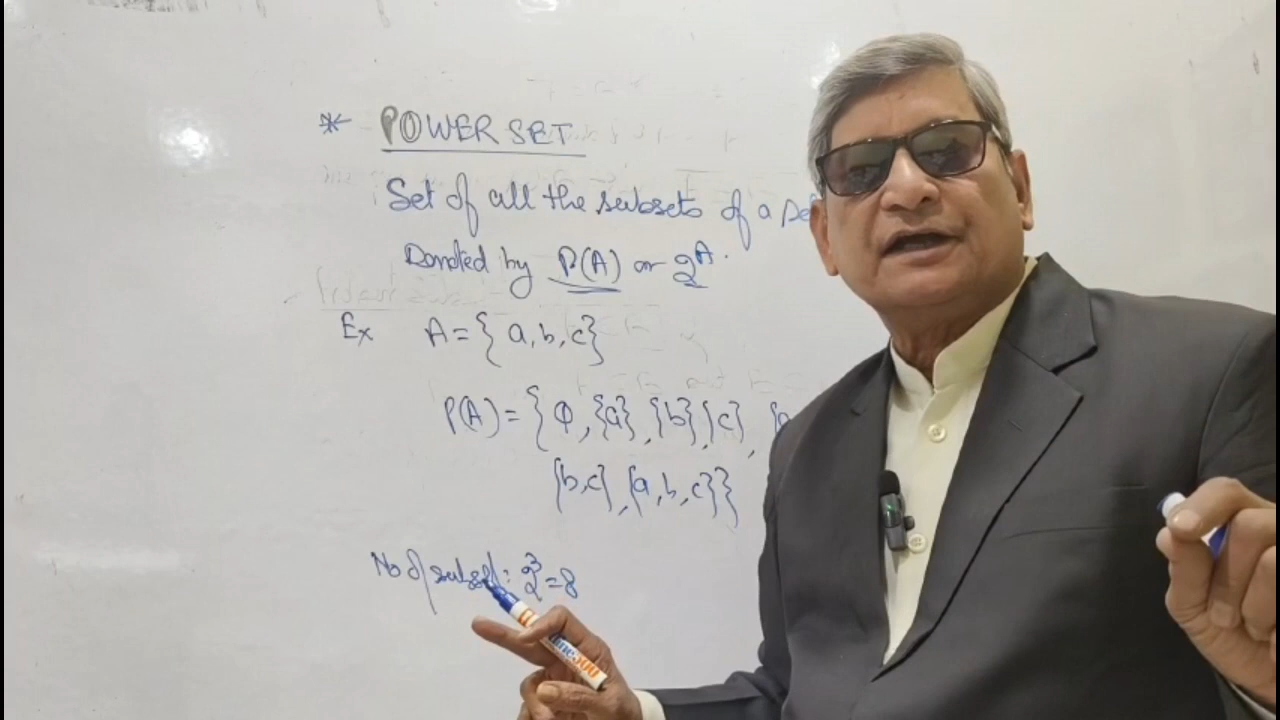 * POWER SET
Set of all the subsets of a Set
Donoted by P(A) or 2^A.
Ex A = { a, b, c}
P(A) = { Φ, {a}, {b} {c}, {a
{b,c}, {a, b, c}}
No of subset: 2^3 = 8